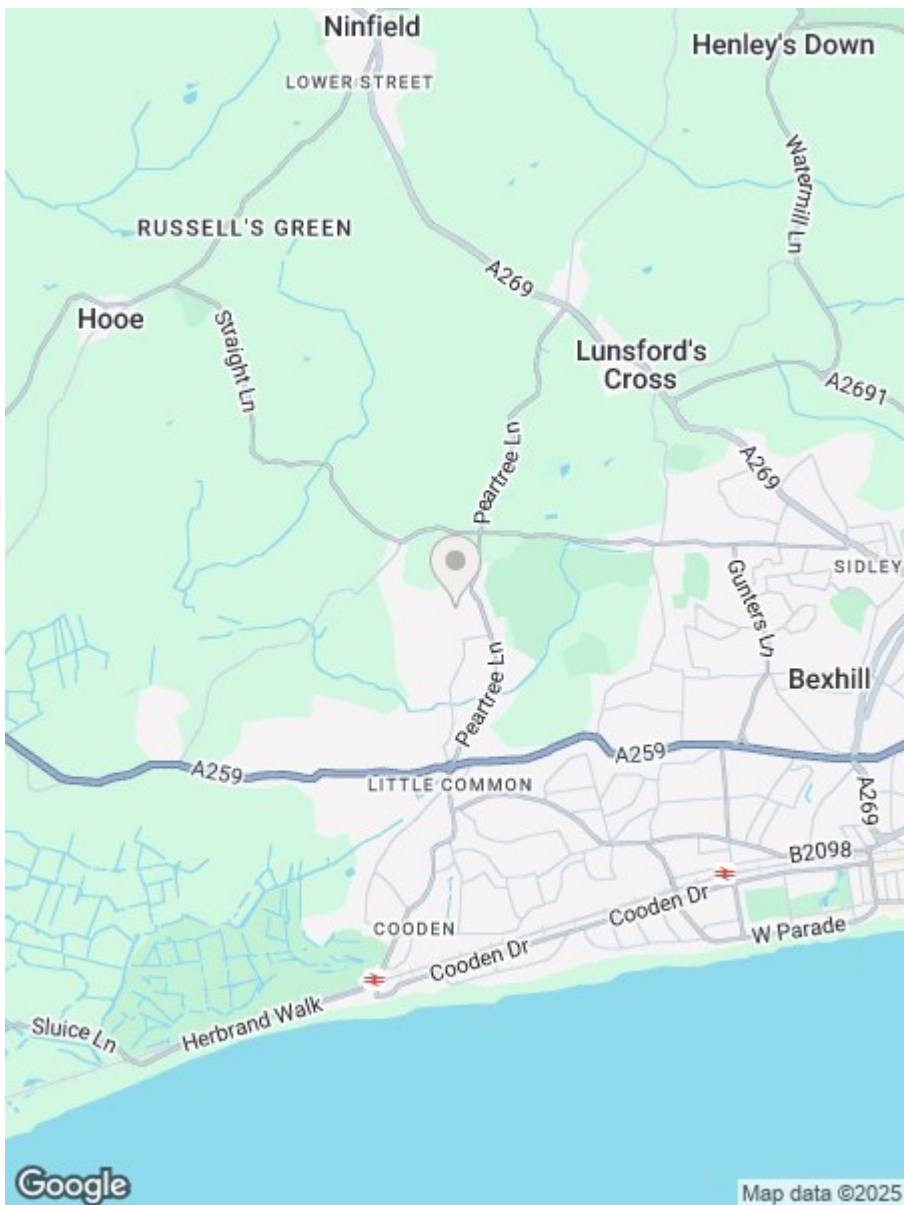 Ninfield
Henley's Down
LOWER STREET
Watermill Ln
RUSSELL'S GREEN
A269
Hooe
Straight Ln
Lunsford's
Cross
A2691
Peartree Ln
A269
SIDLEY
Gunters Ln
Peartree Ln
Bexhill
A259
A259
LITTLE COMMON
A269
B2098
Cooden Dr
COODEN
W Parade
Cooden Dr
Herbrand Walk
Sluice Ln
Google
Map data ©2025